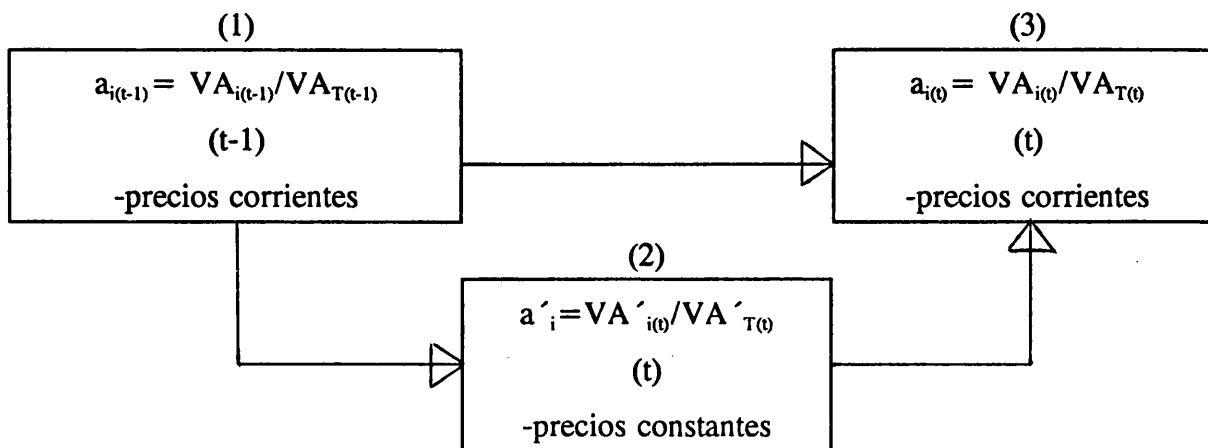 (1)
a_{i(t-1)}= VA_{i(t-1)}/VA_{T(t-1)}
(t-1)
-precios corrientes
(3)
a_{i(t)}= VA_{i(t)}/VA_{T(t)}
(t)
-precios corrientes
(2)
a´_{i}=VA´_{i(t)}/VA´_{T(t)}
(t)
-precios constantes